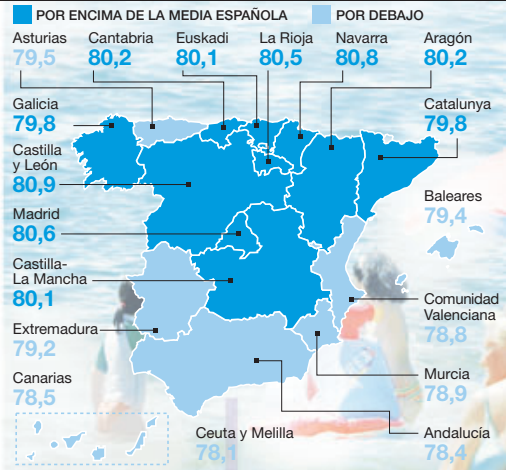 POR ENCIMA DE LA MEDIA ESPAÑOLA
POR DEBAJO
Asturias
79,5
Cantabria
80,2
Euskadi
80,1
La Rioja
80,5
Navarra
80,8
Aragón
80,2
Galicia
79,8
Catalunya
79,8
Castilla
y León
80,9
Baleares
79,4
Madrid
80,6
Castilla-
La Mancha
80,1
Comunidad
Valenciana
78,8
Extremadura
79,2
Murcia
78,9
Canarias
78,5
Ceuta y Melilla
78,1
Andalucía
78,4